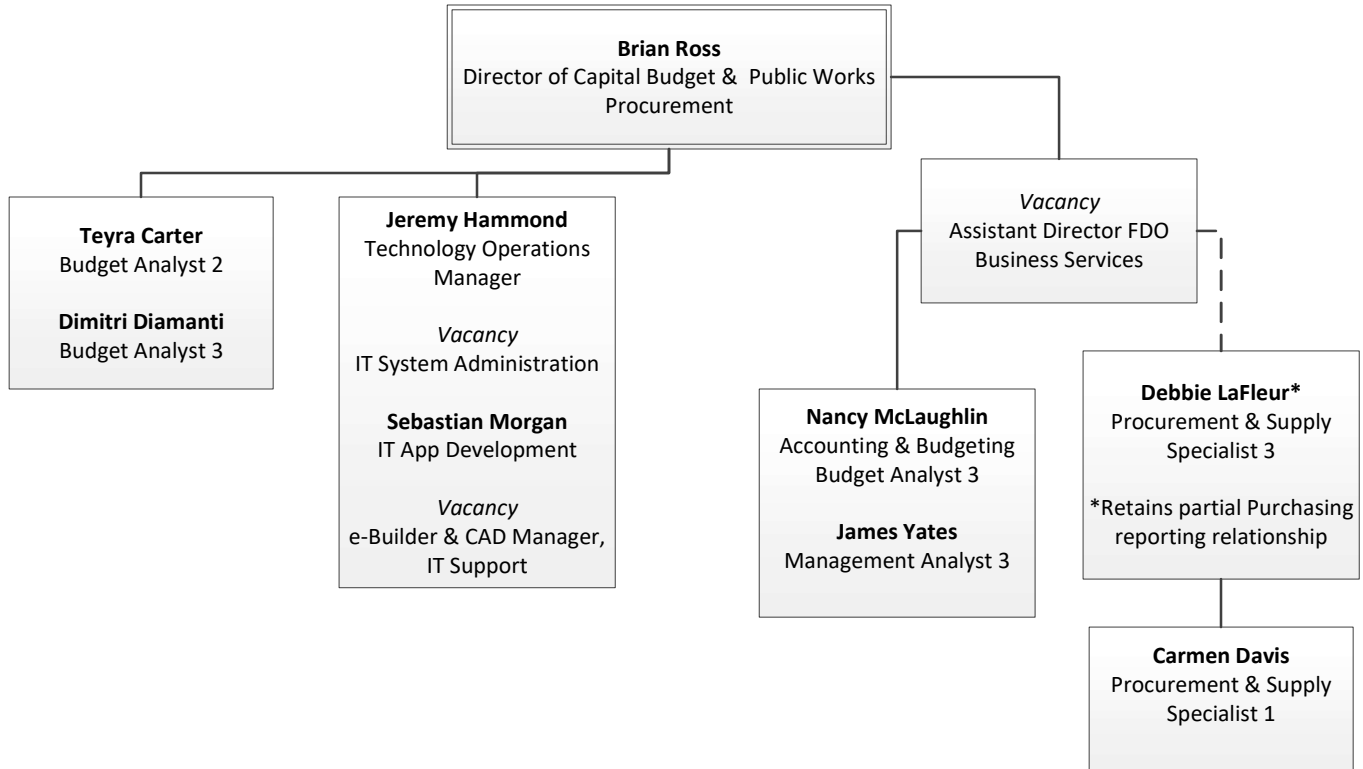 Brian Ross
Director of Capital Budget & Public Works
Procurement
Teyra Carter
Budget Analyst 2
Dimitri Diamanti
Budget Analyst 3
Jeremy Hammond
Technology Operations
Manager
Vacancy
IT System Administration
Sebastian Morgan
IT App Development
Vacancy
e-Builder & CAD Manager,
IT Support
Vacancy
Assistant Director FDO
Business Services
Nancy McLaughlin
Accounting & Budgeting
Budget Analyst 3
James Yates
Management Analyst 3
Debbie LaFleur*
Procurement & Supply
Specialist 3
*Retains partial Purchasing
reporting relationship
Carmen Davis
Procurement & Supply
Specialist 1